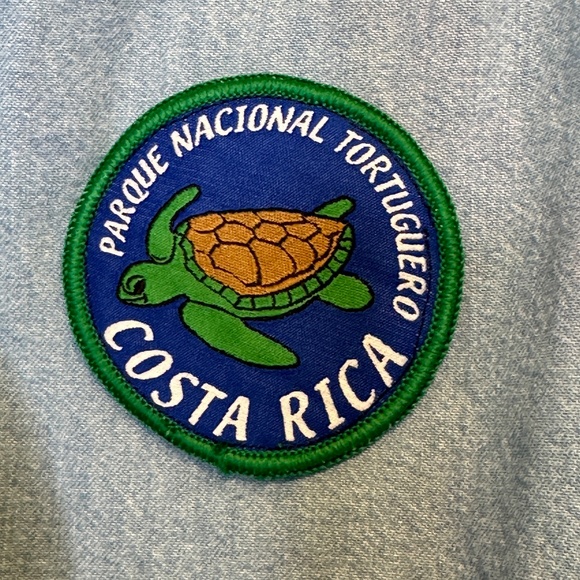 PARQUE NACIONAL TORTUGUERO
COSTA RICA